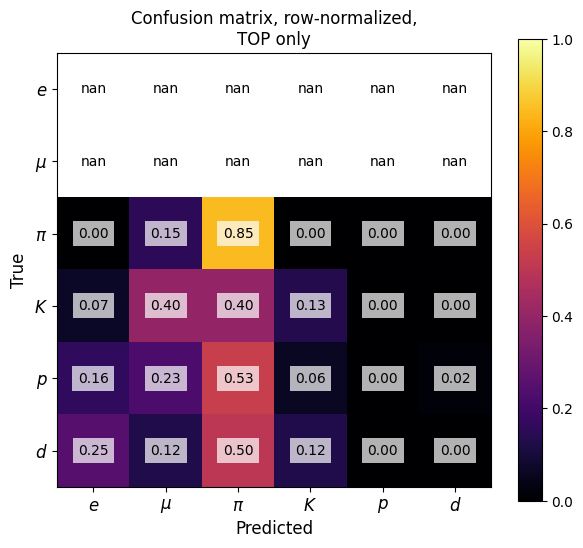 Confusion matrix, row-normalized,
TOP only
True
e nan nan nan nan nan nan
μ nan nan nan nan nan nan
π 0.00 0.15 0.85 0.00 0.00 0.00
K 0.07 0.40 0.40 0.13 0.00 0.00
p 0.16 0.23 0.53 0.06 0.00 0.02
d 0.25 0.12 0.50 0.12 0.00 0.00
e μ π K p d
Predicted
1.0
0.8
0.6
0.4
0.2
0.0